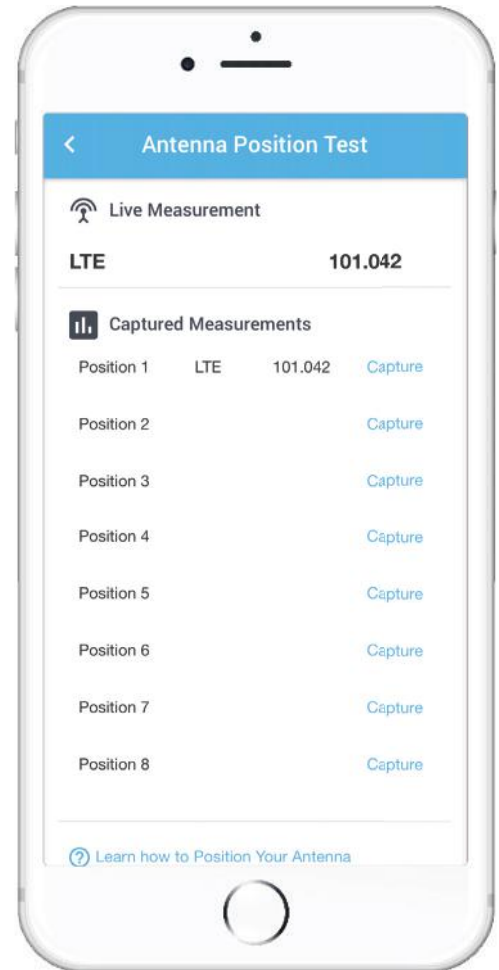 Antenna Position Test
Live Measurement
LTE 101.042
Captured Measurements
Position 1 LTE 101.042 Capture
Position 2 Capture
Position 3 Capture
Position 4 Capture
Position 5 Capture
Position 6 Capture
Position 7 Capture
Position 8 Capture
Learn how to Position Your Antenna